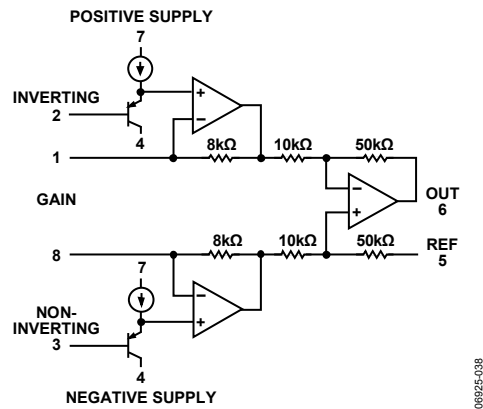 POSITIVE SUPPLY
7
INVERTING
2
4
8kΩ
10kΩ
50kΩ
1
+
–
–
+
OUT
6
GAIN
8kΩ
10kΩ
50kΩ
REF
5
8
7
–
+
NON-
INVERTING
3
4
NEGATIVE SUPPLY
06925-038